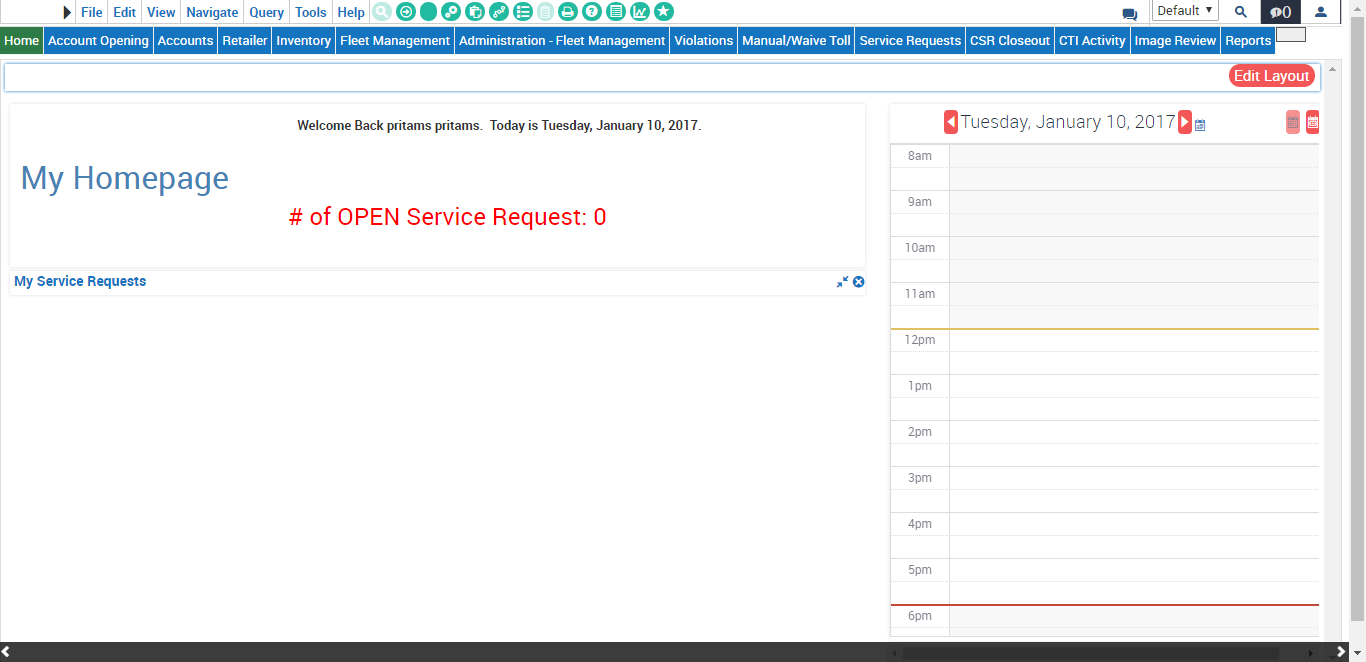 File Edit View Navigate Query Tools Help Default 0
Home Account Opening Accounts Retailer Inventory Fleet Management Administration - Fleet Management Violations Manual/Waive Toll Service Requests CSR Closeout CTI Activity Image Review Reports
Edit Layout
Welcome Back pritams pritams. Today is Tuesday, January 10, 2017.
My Homepage
# of OPEN Service Request: 0
My Service Requests
Tuesday, January 10, 2017
8am
9am
10am
11am
12pm
1pm
2pm
3pm
4pm
5pm
6pm